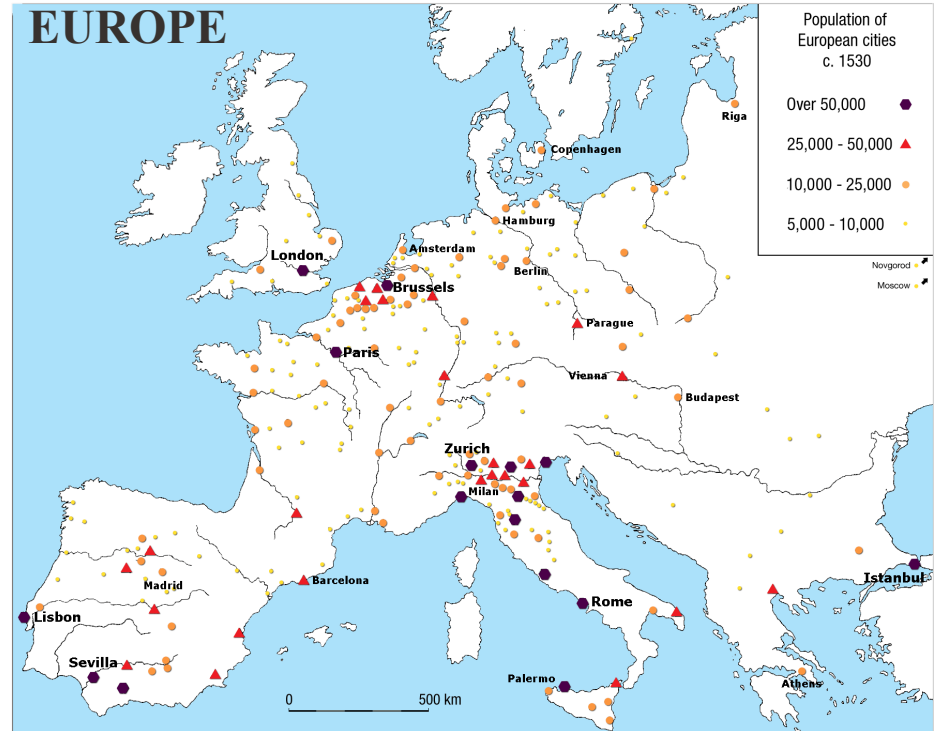 EUROPE
Population of
European cities
c. 1530
Over 50,000
25,000 - 50,000
10,000 - 25,000
5,000 - 10,000
Riga
Copenhagen
Hamburg
Amsterdam
London
Berlin
Novgorod
Moscow
Brussels
Parague
Paris
Vienna
Budapest
Zurich
Milan
Istanbul
Barcelona
Madrid
Rome
Lisbon
Sevilla
Palermo
Athens
0
500 km